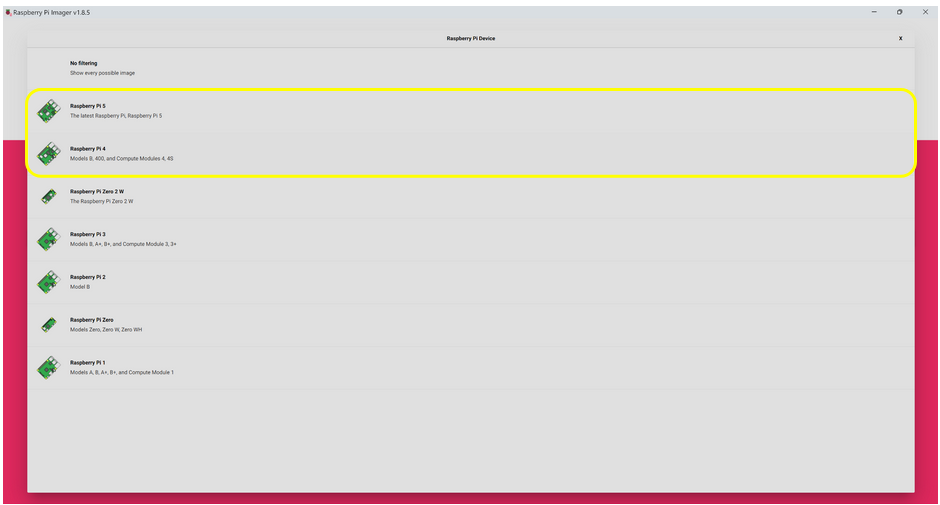 Raspberry Pi Imager v1.8.5
Raspberry Pi Device
X
No filtering
Show every possible image
Raspberry Pi 5
The latest Raspberry Pi, Raspberry Pi 5
Raspberry Pi 4
Models B, 400, and Compute Modules 4, 4S
Raspberry Pi Zero 2 W
The Raspberry Pi Zero 2 W
Raspberry Pi 3
Models B, A+, B+, and Compute Module 3, 3+
Raspberry Pi 2
Model B
Raspberry Pi Zero
Models Zero, Zero W, Zero WH
Raspberry Pi 1
Models A, B, A+, B+, and Compute Module 1